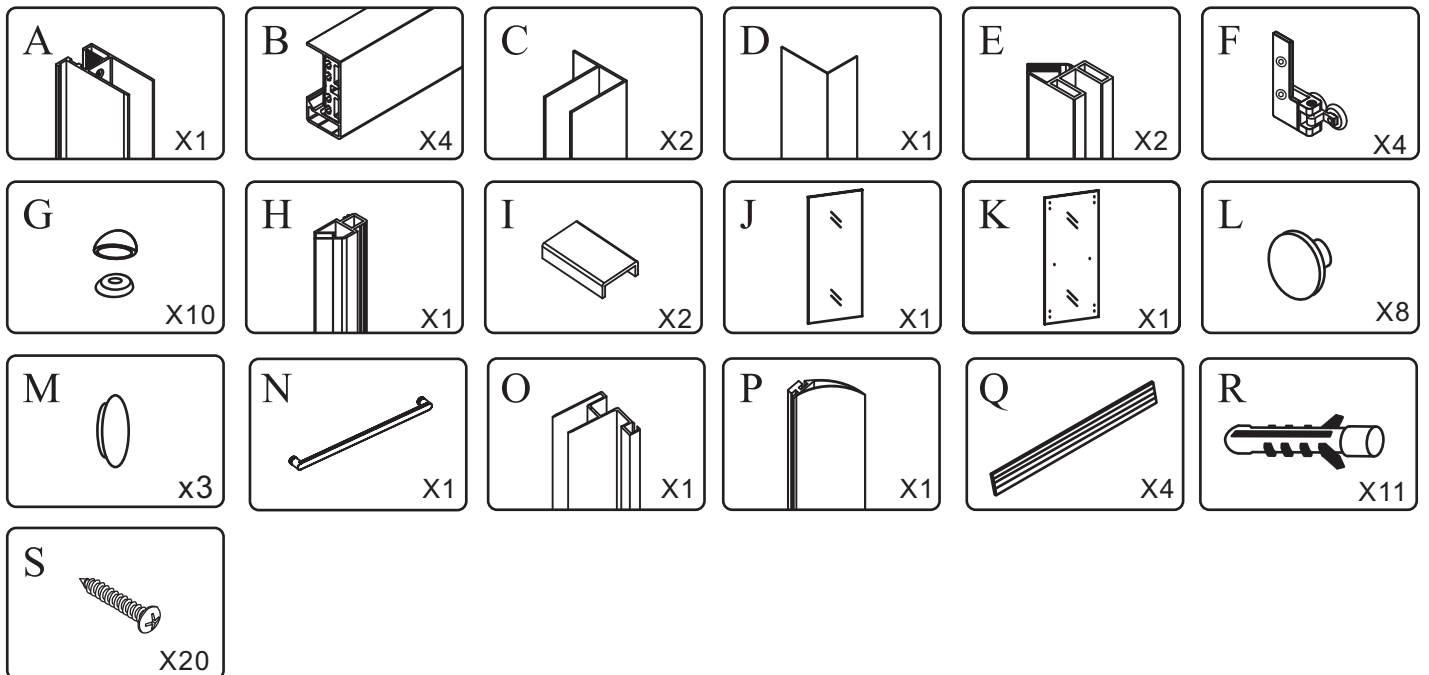 A B C D E F
X1 X4 X2 X1 X2 X4
G H I J K L
X10 X1 X2 X1 X1 X8
M N O P Q R
x3 X1 X1 X1 X4 X11
S
X20